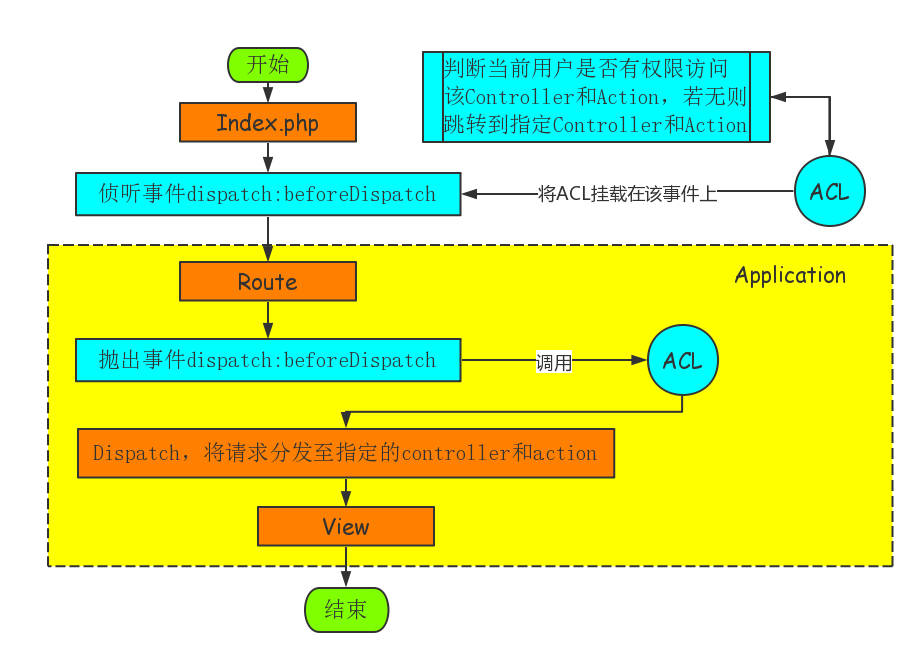 开始
判断当前用户是否有权限访问
该Controller和Action，若无则
跳转到指定Controller和Action
Index.php
侦听事件dispatch:beforeDispatch
将ACL挂载在该事件上
ACL
Application
Route
抛出事件dispatch:beforeDispatch
调用
ACL
Dispatch，将请求分发至指定的controller和action
View
结束